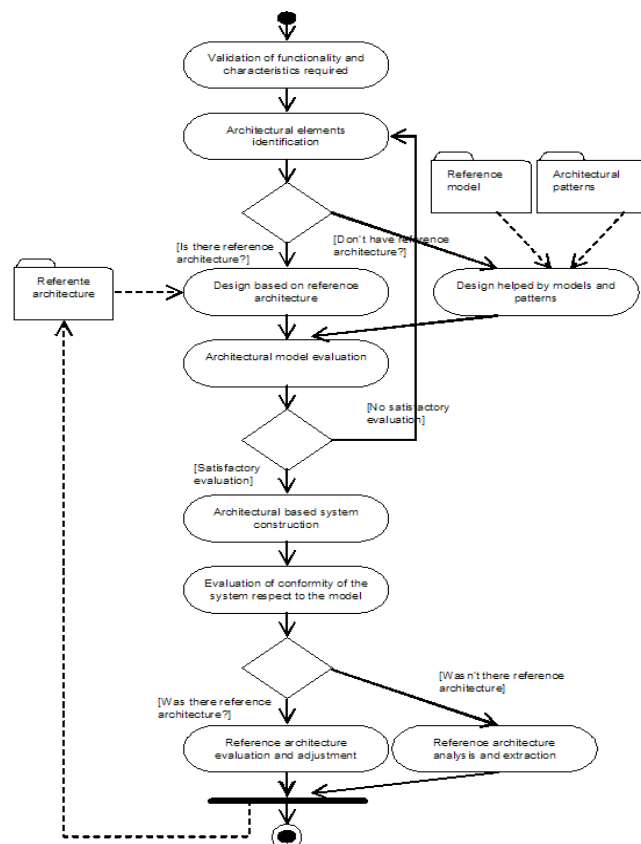 Validation of functionality and
characteristics required
Architectural elements
identification
Reference
model
Architectural
patterns
[Is there reference
architecture?]
[Don't have reference
architecture?]
Referente
architecture
Design based on reference
architecture
Design helped by models and
patterns
Architectural model evaluation
[No satisfactory
evaluation]
[Satisfactory
evaluation]
Architectural based system
construction
Evaluation of conformity of the
system respect to the model
[Was there reference
architecture?]
[Wasn't there reference
architecture]
Reference architecture
evaluation and adjustment
Reference architecture
analysis and extraction